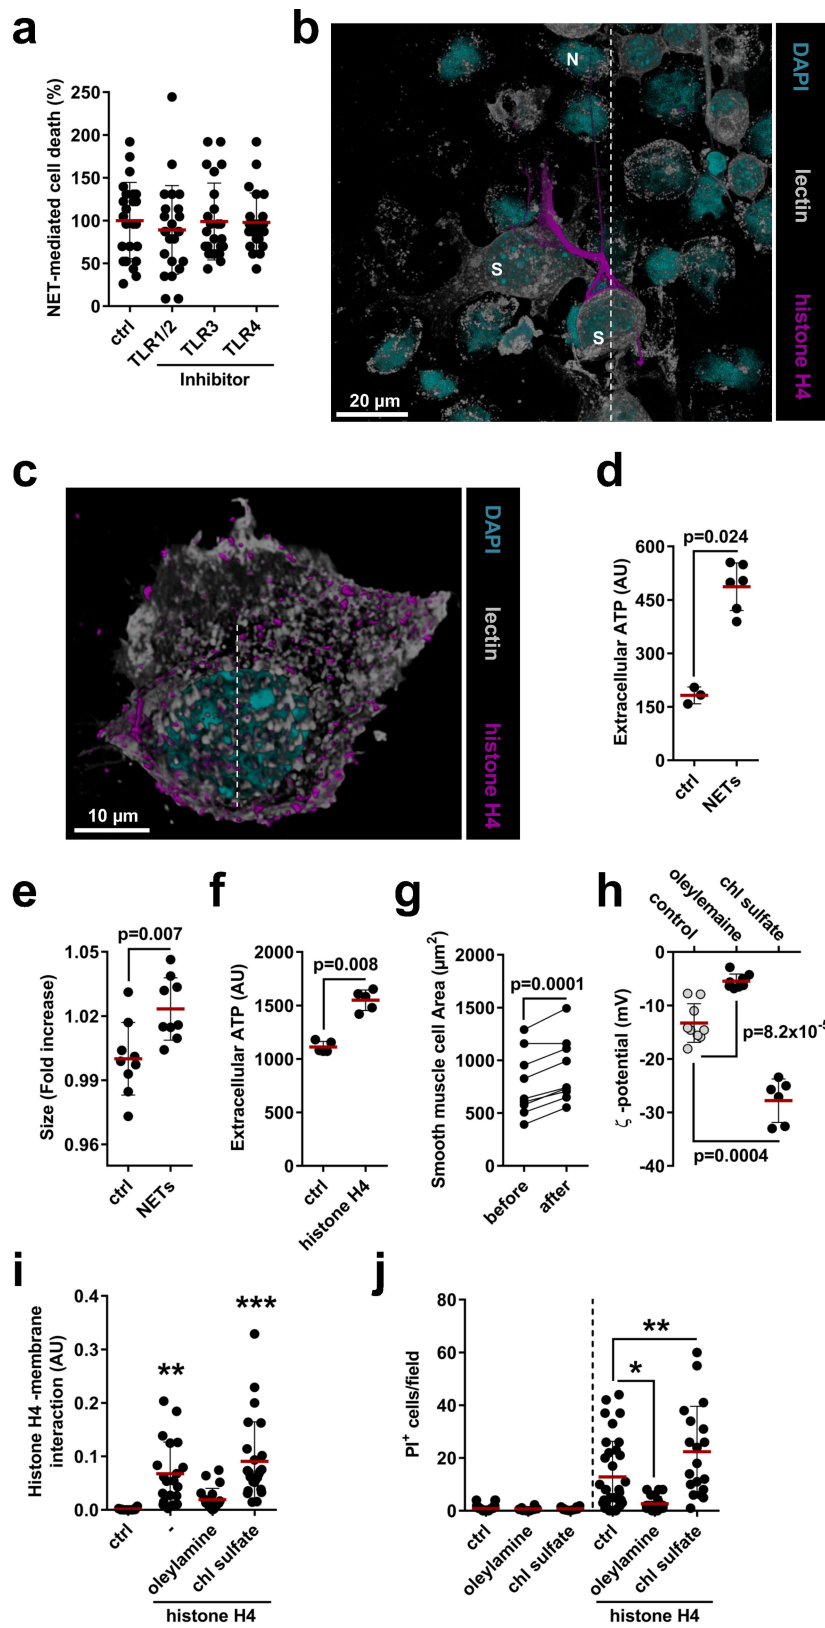 a
NET-mediated cell death (%)
250
200
150
100
50
0
ctrl
TLR1/2
TLR3
TLR4
Inhibitor
b
N
S
S
20 µm
DAPI
lectin
histone H4
c
10 µm
DAPI
lectin
histone H4
d
p=0.024
Extracellular ATP (AU)
600
450
300
150
0
ctrl
NETs
e
p=0.007
Size (Fold increase)
1.05
1.02
0.99
0.96
ctrl
NETs
f
p=0.008
Extracellular ATP (AU)
2000
1500
1000
500
0
ctrl
histone H4
g
p=0.0001
Smooth muscle cell Area (µm²)
2000
1500
1000
500
0
before
after
h
control
oleylemaine
chl sulfate
ζ -potential (mV)
0
-10
-20
-30
-40
p=8.2x10⁻⁵
p=0.0004
i
Histone H4 -membrane
interaction (AU)
0.4
0.3
0.2
0.1
0.0
**
***
ctrl
-
oleylamine
chl sulfate
histone H4
j
PI⁺ cells/field
80
60
40
20
0
**
*
ctrl
oleylamine
chl sulfate
ctrl
oleylamine
chl sulfate
histone H4